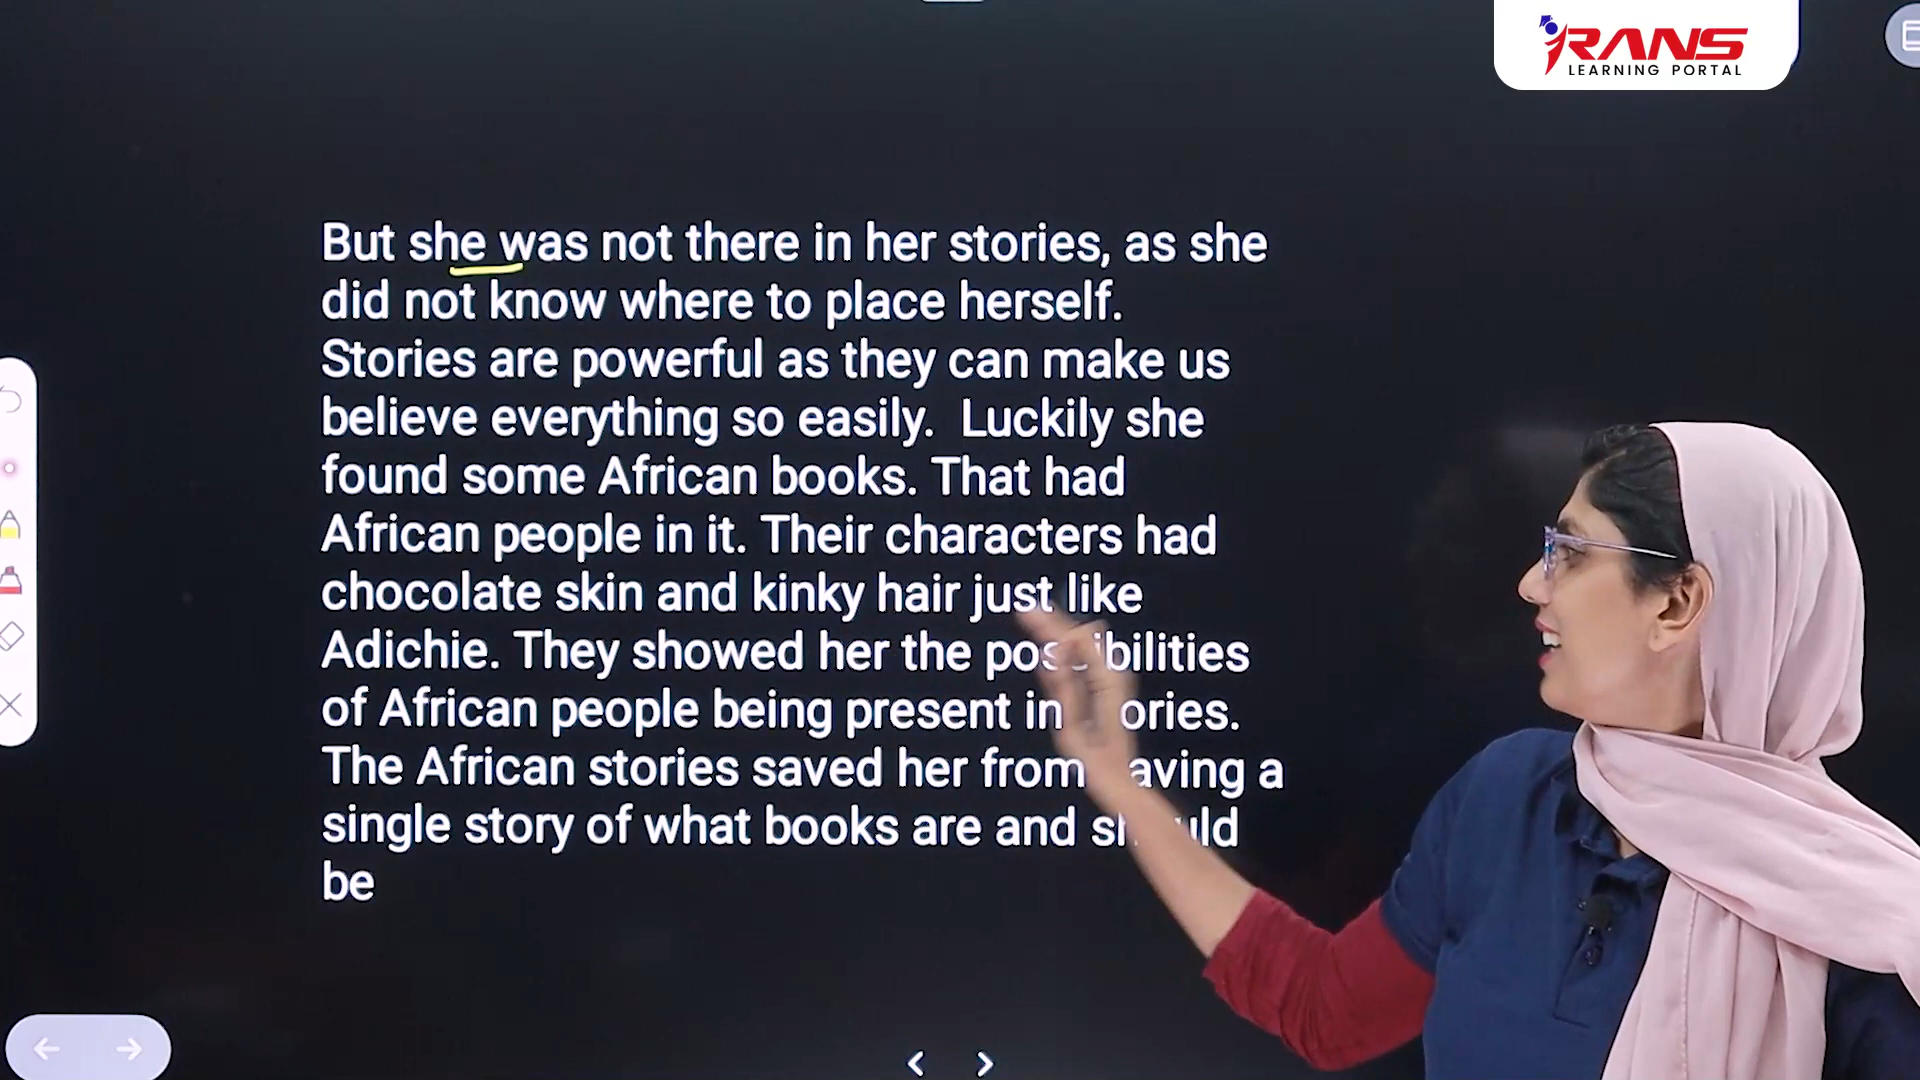 RANS
LEARNING PORTAL
But she was not there in her stories, as she
did not know where to place herself.
Stories are powerful as they can make us
believe everything so easily. Luckily she
found some African books. That had
African people in it. Their characters had
chocolate skin and kinky hair just like
Adichie. They showed her the possibilities
of African people being present in ories.
The African stories saved her from aving a
single story of what books are and should
be